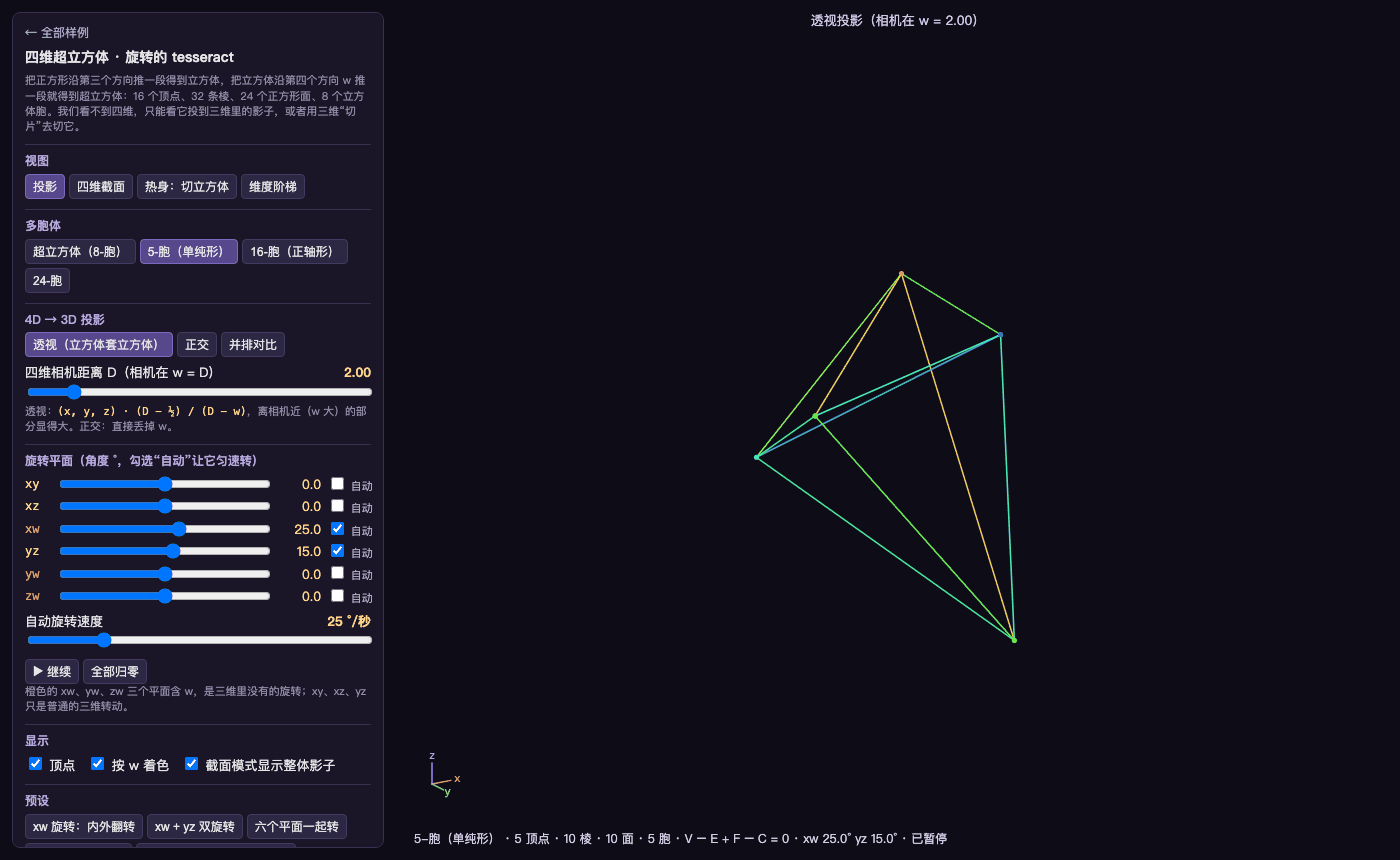 ← 全部样例
四维超立方体 · 旋转的 tesseract
把正方形沿第三个方向推一段得到立方体，把立方体沿第四个方向 w 推
一段就得到超立方体：16 个顶点、32 条棱、24 个正方形面、8 个立方
体胞。我们看不到四维，只能看它投到三维里的影子，或者用三维“切
片”去切它。
视图
投影 四维截面 热身：切立方体 维度阶梯
多胞体
超立方体（8-胞） 5-胞（单纯形） 16-胞（正轴形）
24-胞
4D → 3D 投影
透视（立方体套立方体） 正交 并排对比
四维相机距离 D（相机在 w = D） 2.00
透视：(x, y, z) · (D − ½) / (D − w)，离相机近（w 大）的部
分显得大。正交：直接丢掉 w。
旋转平面（角度 °，勾选“自动”让它匀速转）
xy 0.0 自动
xz 0.0 自动
xw 25.0 自动
yz 15.0 自动
yw 0.0 自动
zw 0.0 自动
自动旋转速度 25 °/秒
▶ 继续 全部归零
橙色的 xw、yw、zw 三个平面含 w，是三维里没有的旋转；xy、xz、yz
只是普通的三维转动。
显示
顶点 按 w 着色 截面模式显示整体影子
预设
xw 旋转：内外翻转 xw + yz 双旋转 六个平面一起转
透视投影（相机在 w = 2.00）
z
x
y
5-胞（单纯形） · 5 顶点 · 10 棱 · 10 面 · 5 胞 · V − E + F − C = 0 · xw 25.0° yz 15.0° · 已暂停